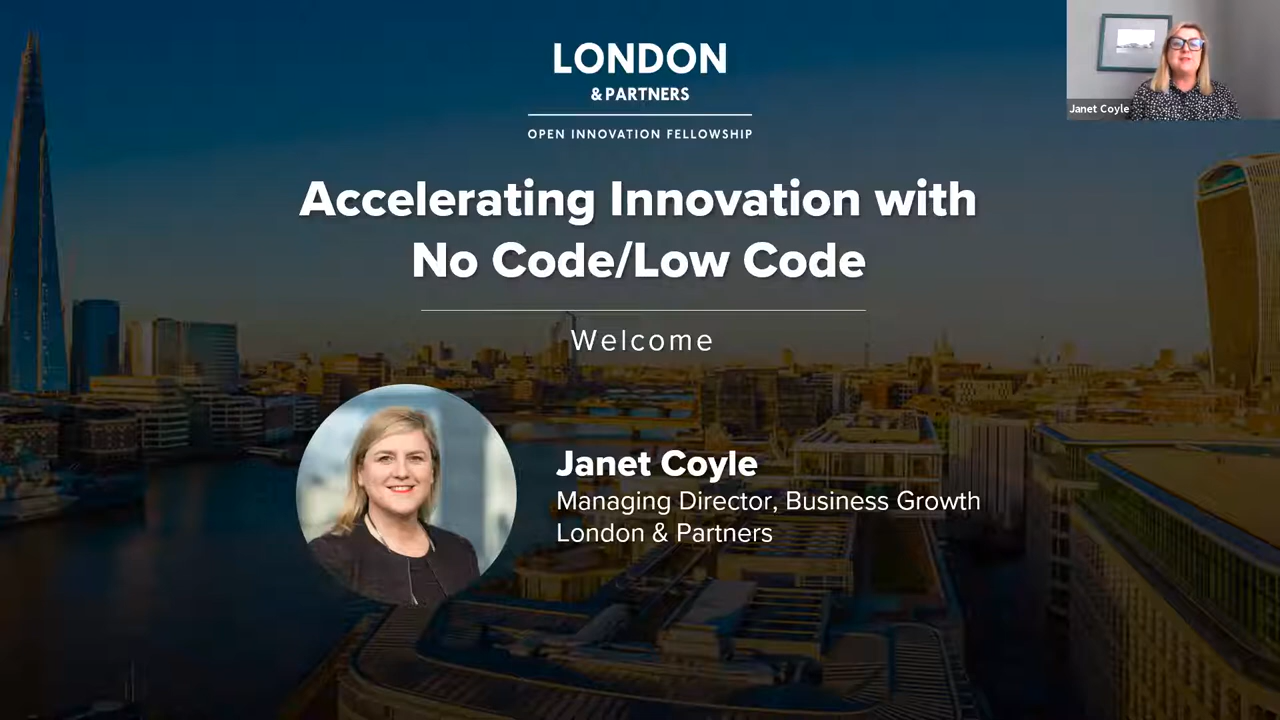 LONDON
& PARTNERS
OPEN INNOVATION FELLOWSHIP
Janet Coyle
Accelerating Innovation with
No Code/Low Code
Welcome
Janet Coyle
Managing Director, Business Growth
London & Partners